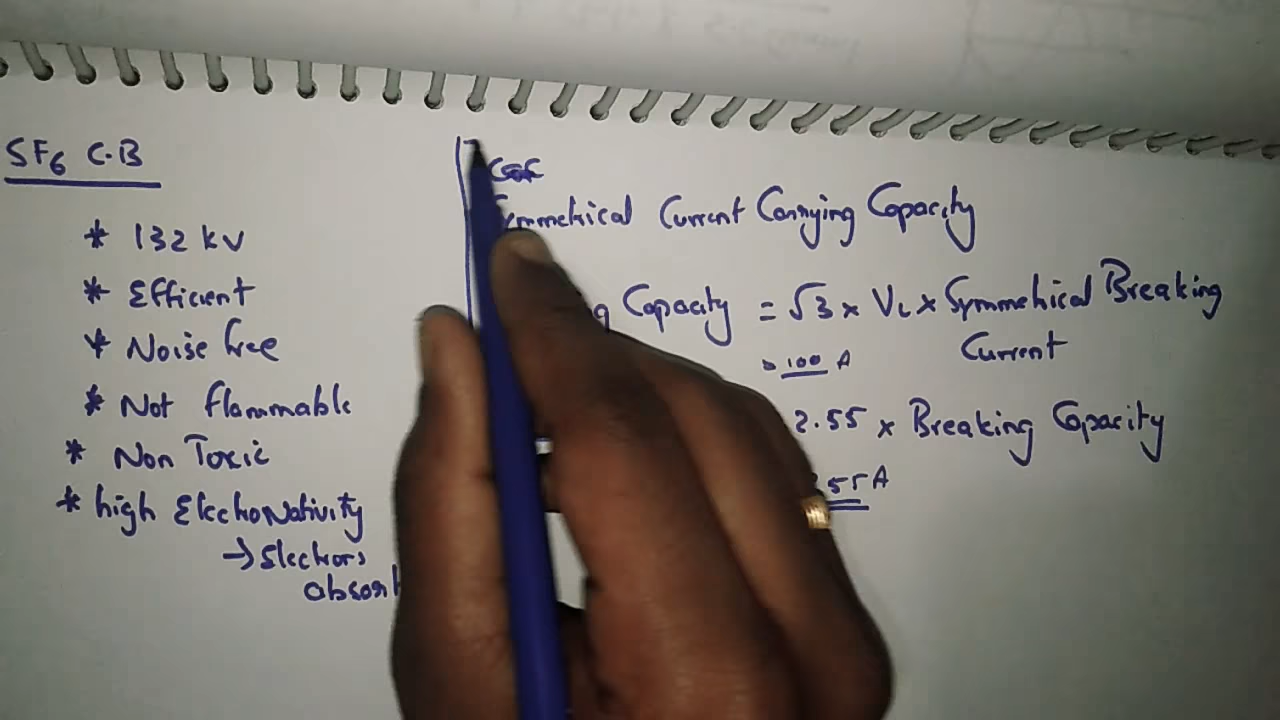 SF6 C.B
* 132 kV
* Efficient
* Noise free
* Not flammable
* Non Toxic
* high ElectroNativity
→ Electrons
absorb
Symmetrical Current Carrying Capacity
g Capacity = √3 × VL × Symmetrical Breaking
Current
100 A
2.55 × Breaking Capacity
55 A